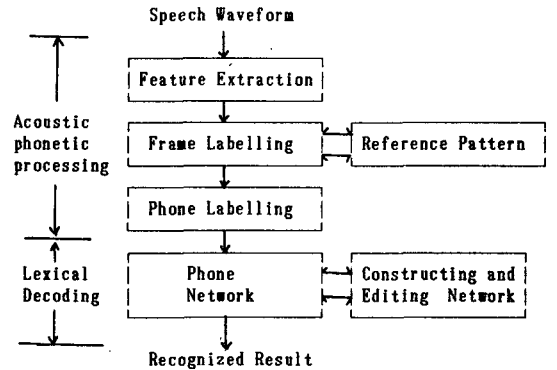 Speech Waveform
Feature Extraction
Acoustic
phonetic
processing
Frame Labelling
Reference Pattern
Phone Labelling
Lexical
Decoding
Phone
Network
Constructing and
Editing Network
Recognized Result